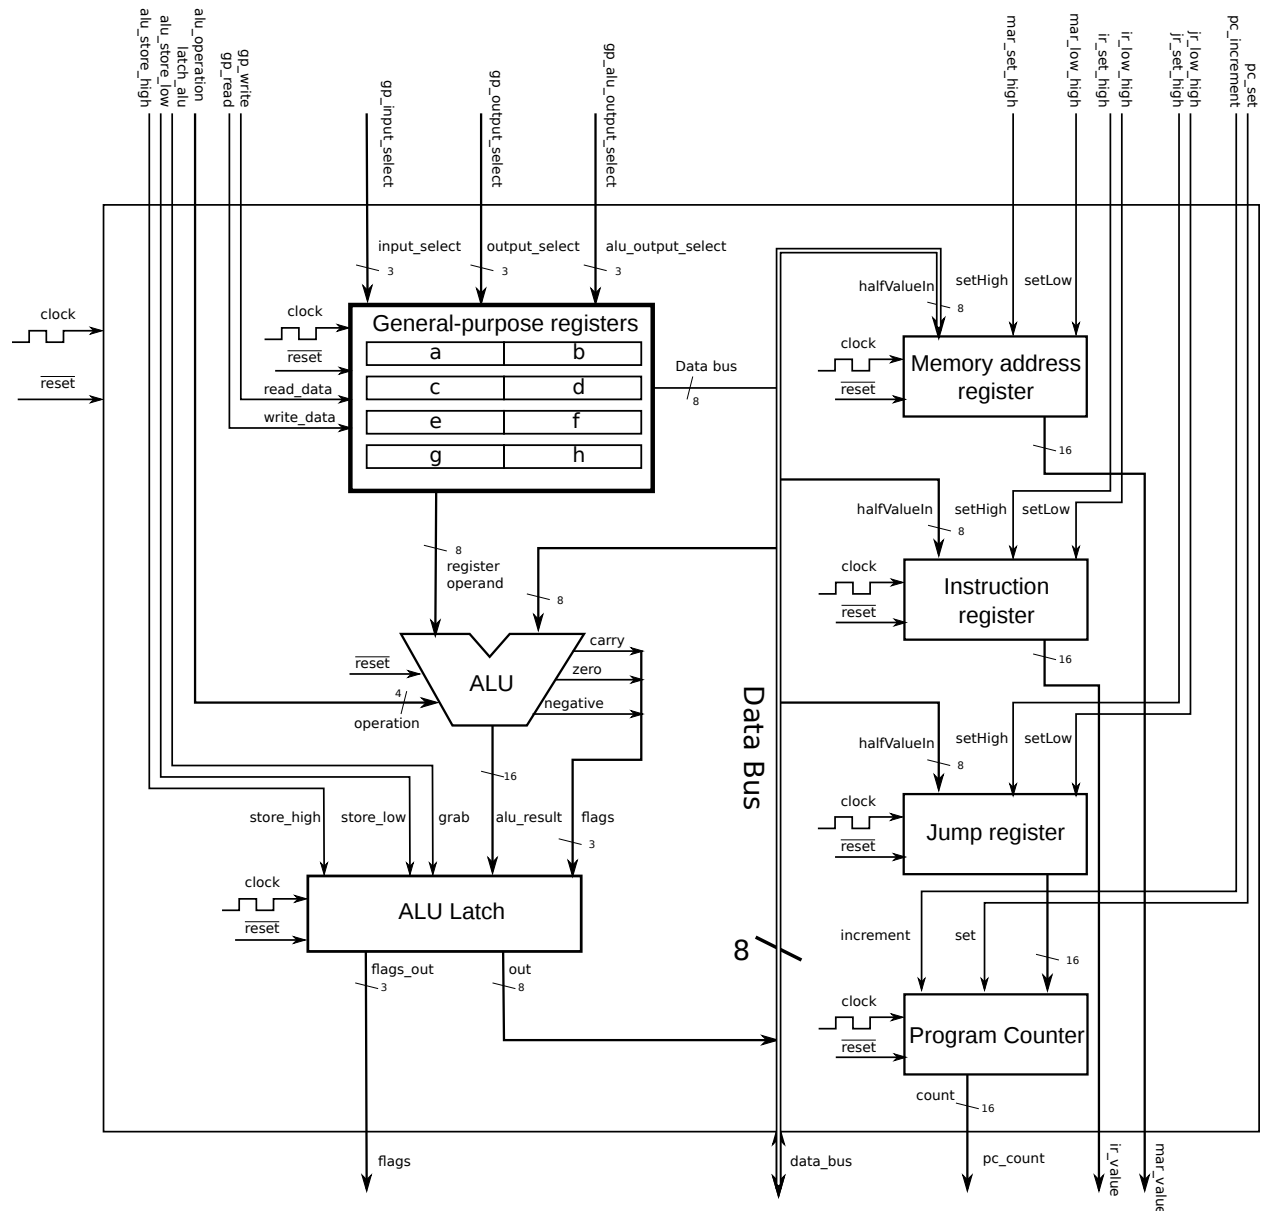 alu_store_high
alu_store_low
latch_alu
alu_operation
gp_read
gp_write
gp_input_select
gp_output_select
gp_alu_output_select
mar_set_high
mar_low_high
ir_set_high
ir_low_high
jr_set_high
jr_low_high
pc_increment
pc_set
input_select
3
output_select
3
alu_output_select
3
clock
reset
clock
reset
read_data
write_data
General-purpose registers
a b
c d
e f
g h
Data bus
8
halfValueIn
8
setHigh
setLow
clock
reset
Memory address
register
16
halfValueIn
8
setHigh
setLow
clock
reset
Instruction
register
16
8
register
operand
8
reset
4
operation
ALU
carry
zero
negative
16
Data Bus
8
halfValueIn
8
setHigh
setLow
clock
reset
Jump register
16
store_high
store_low
grab
alu_result
flags
3
clock
reset
ALU Latch
flags_out
3
out
8
increment
set
clock
reset
Program Counter
count
16
flags
data_bus
pc_count
ir_value
mar_value